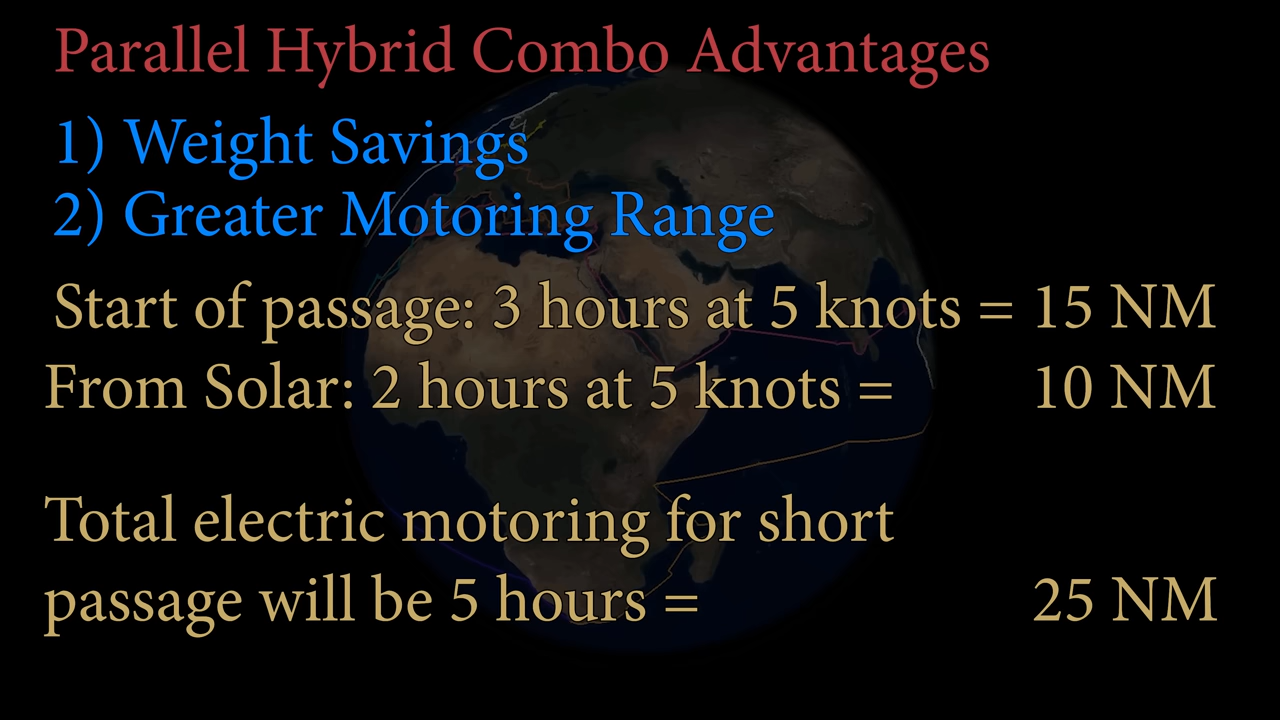 Parallel Hybrid Combo Advantages
1) Weight Savings
2) Greater Motoring Range
Start of passage: 3 hours at 5 knots = 15 NM
From Solar: 2 hours at 5 knots = 10 NM
Total electric motoring for short
passage will be 5 hours = 25 NM